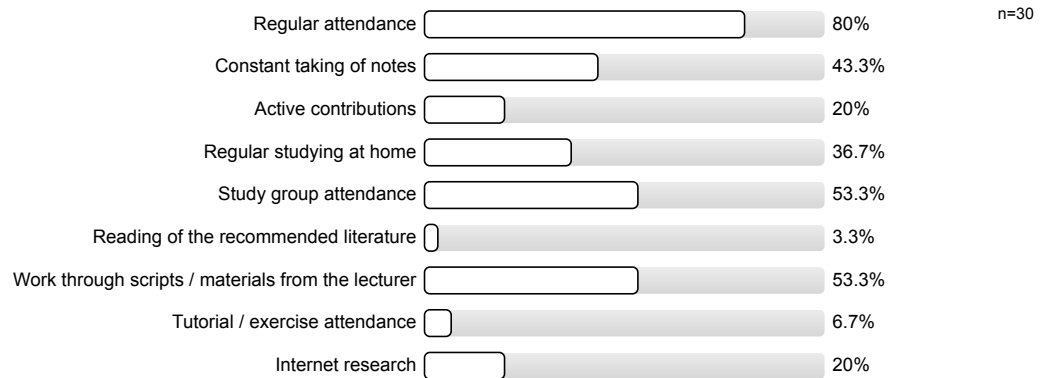 Regular attendance 80% n=30
Constant taking of notes 43.3%
Active contributions 20%
Regular studying at home 36.7%
Study group attendance 53.3%
Reading of the recommended literature 3.3%
Work through scripts / materials from the lecturer 53.3%
Tutorial / exercise attendance 6.7%
Internet research 20%